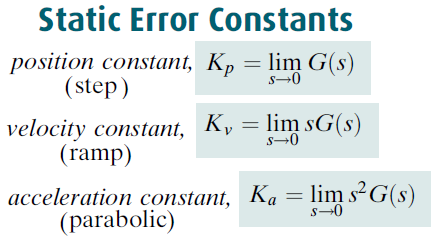 Static Error Constants
position constant, Kₚ = lim G(s)
s→0
(step)
velocity constant, Kᵥ = lim sG(s)
s→0
(ramp)
acceleration constant, Kₐ = lim s²G(s)
s→0
(parabolic)